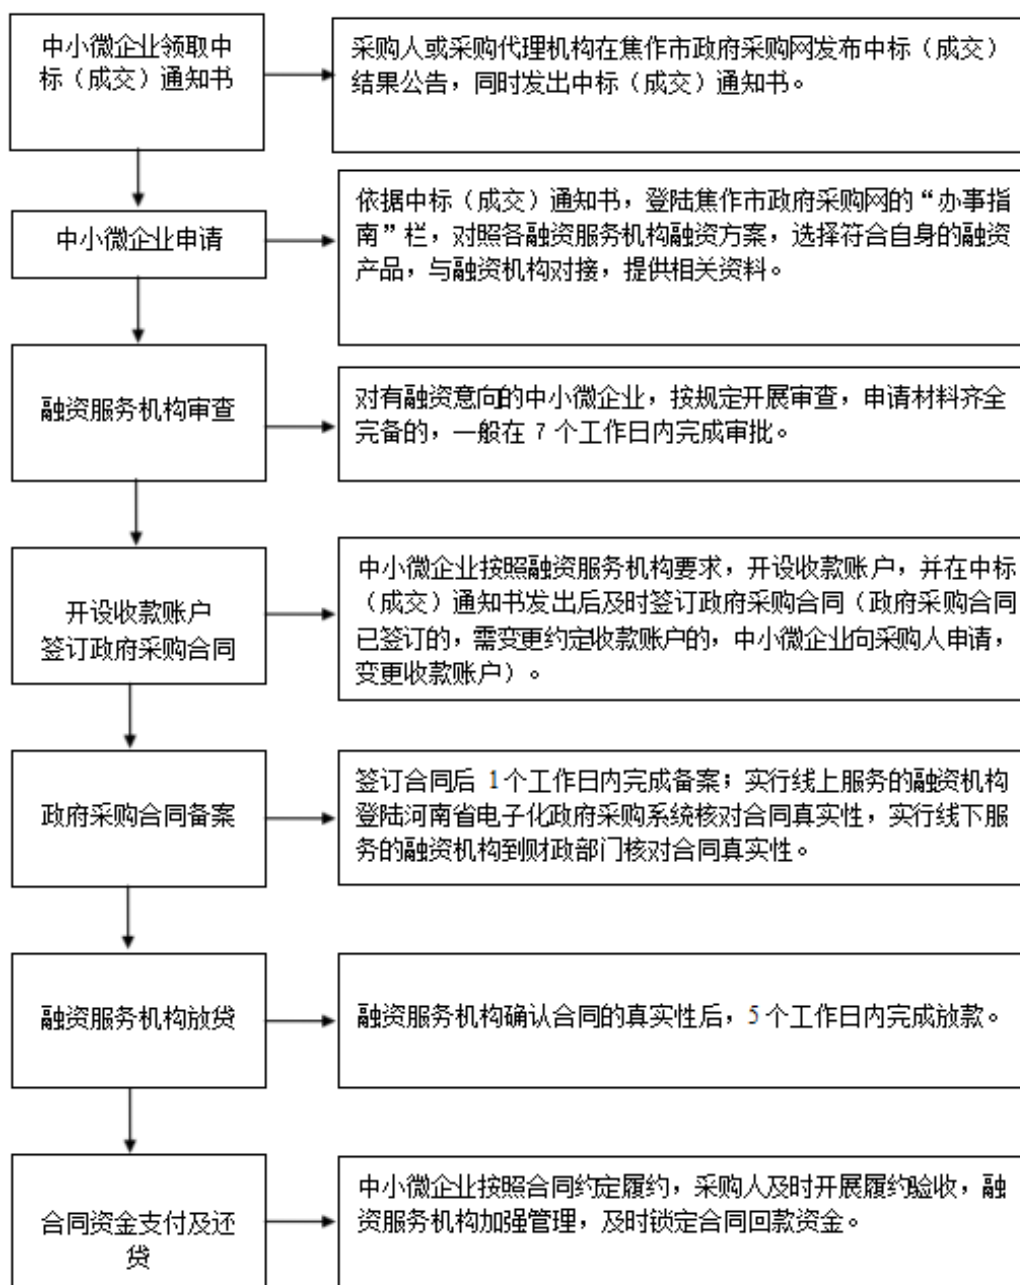 中小微企业领取中
标（成交）通知书
采购人或采购代理机构在焦作市政府采购网发布中标（成交）
结果公告，同时发出中标（成交）通知书。
中小微企业申请
依据中标（成交）通知书，登陆焦作市政府采购网的“办事指
南”栏，对照各融资服务机构融资方案，选择符合自身的融资
产品，与融资机构对接，提供相关资料。
融资服务机构审查
对有融资意向的中小微企业，按规定开展审查，申请材料齐全
完备的，一般在 7 个工作日内完成审批。
开设收款账户
签订政府采购合同
中小微企业按照融资服务机构要求，开设收款账户，并在中标
（成交）通知书发出后及时签订政府采购合同（政府采购合同
已签订的，需变更约定收款账户的，中小微企业向采购人申请，
变更收款账户）。
政府采购合同备案
签订合同后 1个工作日内完成备案；实行线上服务的融资机构
登陆河南省电子化政府采购系统核对合同真实性，实行线下服
务的融资机构到财政部门核对合同真实性。
融资服务机构放贷
融资服务机构确认合同的真实性后，5 个工作日内完成放款。
合同资金支付及还
贷
中小微企业按照合同约定履约，采购人及时开展履约验收，融
资服务机构加强管理，及时锁定合同回款资金。